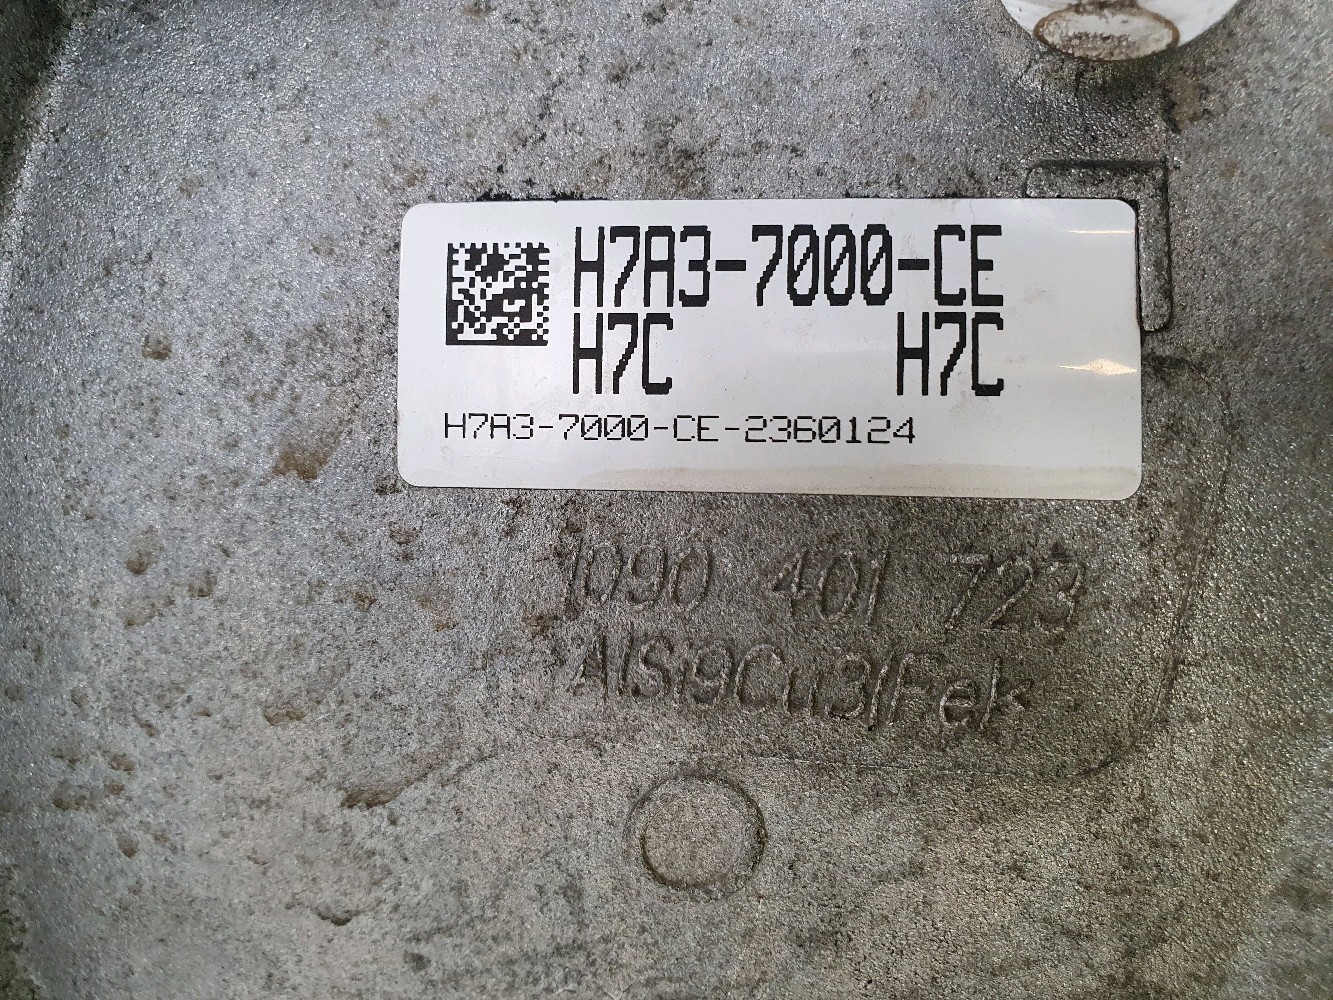 H7A3-7000-CE
H7C H7C
H7A3-7000-CE-2360124
1090 401 723
AlSi9Cu3(Fe)